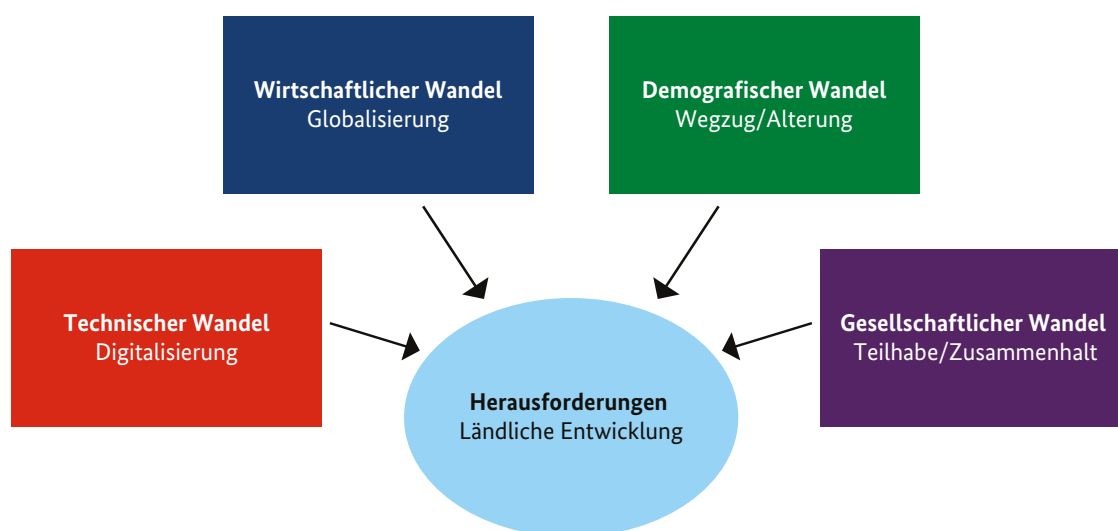 Wirtschaftlicher Wandel
Globalisierung
Demografischer Wandel
Wegzug/Alterung
Technischer Wandel
Digitalisierung
Gesellschaftlicher Wandel
Teilhabe/Zusammenhalt
Herausforderungen
Ländliche Entwicklung